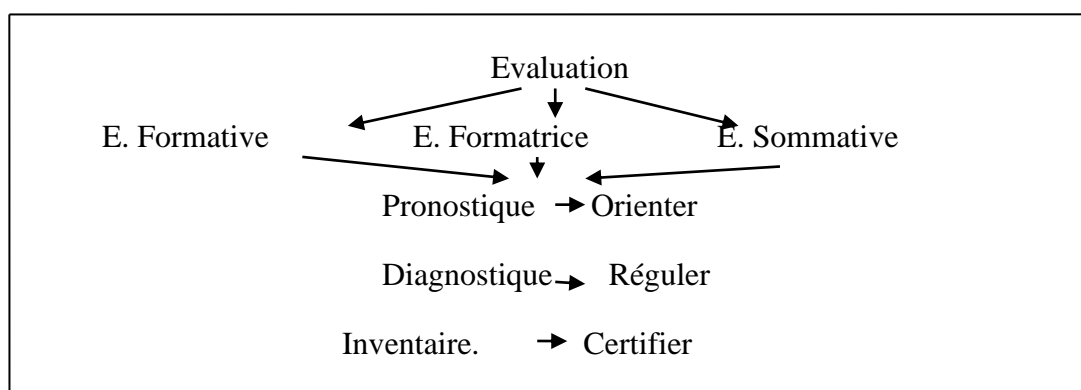 Evaluation
E. Formative E. Formatrice E. Sommative
Pronostique Orienter
Diagnostique Réguler
Inventaire. Certifier